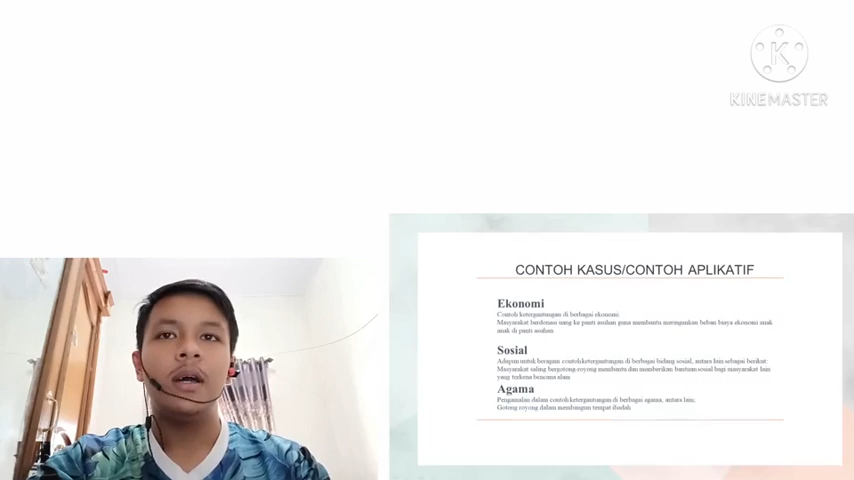 KINEMASTER
CONTOH KASUS/CONTOH APLIKATIF
Ekonomi
Contoh ketergantungan di berbagai ekonomi
Masyarakat berdonasi uang ke panti asuhan guna membantu meringankan beban biaya ekonomi anak
anak di panti asuhan
Sosial
Adapun untuk beragam contoh ketergantungan di berbagai bidang sosial, antara lain sebagai berikut:
Masyarakat saling bergotong-royong membantu dan memberikan bantuan sosial bagi masyarakat lain
yang terkena bencana alam
Agama
Pengamalan dalam contoh ketergantungan di berbagai agama, antara lain;
Gotong royong dalam membangun tempat ibadah